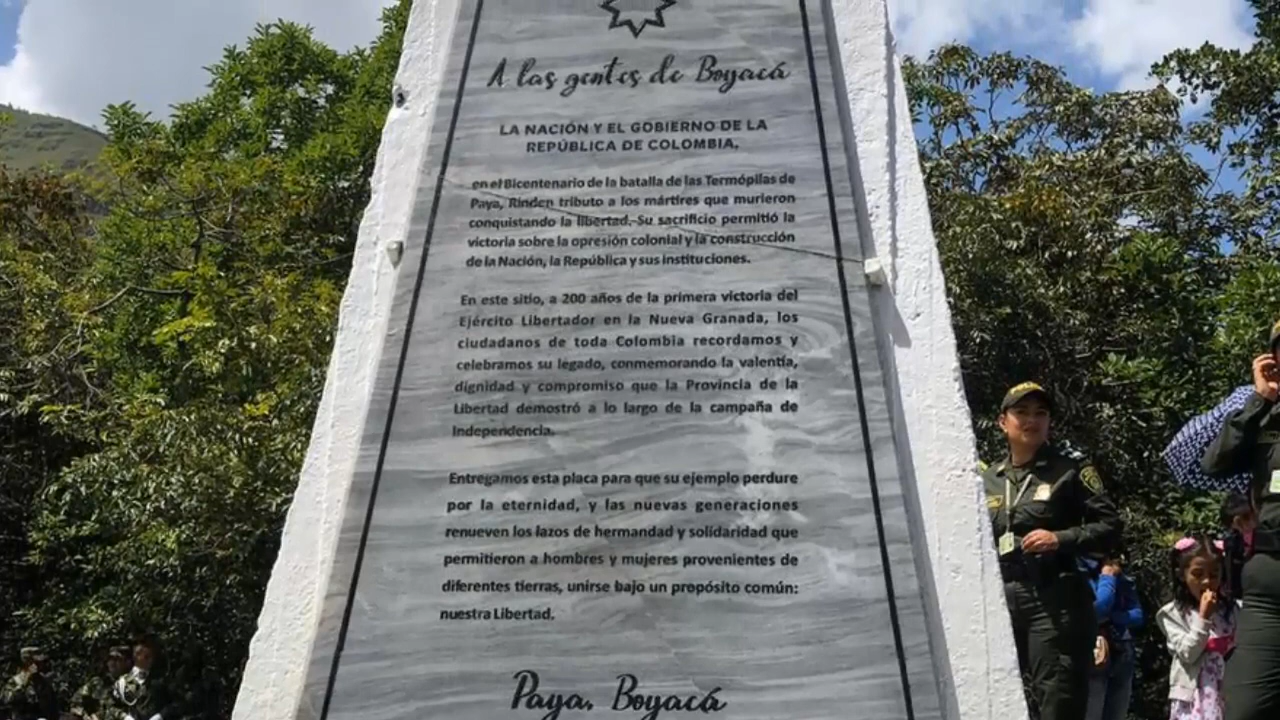 A las gentes de Boyacá
LA NACIÓN Y EL GOBIERNO DE LA
REPÚBLICA DE COLOMBIA,
en el Bicentenario de la batalla de las Termópilas de
Paya, Rinden tributo a los mártires que murieron
conquistando la libertad. Su sacrificio permitió la
victoria sobre la opresión colonial y la construcción
de la Nación, la República y sus instituciones.
En este sitio, a 200 años de la primera victoria del
Ejército Libertador en la Nueva Granada, los
ciudadanos de toda Colombia recordamos y
celebramos su legado, conmemorando la valentía,
dignidad y compromiso que la Provincia de la
Libertad demostró a lo largo de la campaña de
Independencia.
Entregamos esta placa para que su ejemplo perdure
por la eternidad, y las nuevas generaciones
renueven los lazos de hermandad y solidaridad que
permitieron a hombres y mujeres provenientes de
diferentes tierras, unirse bajo un propósito común:
nuestra Libertad.
Paya, Boyacá